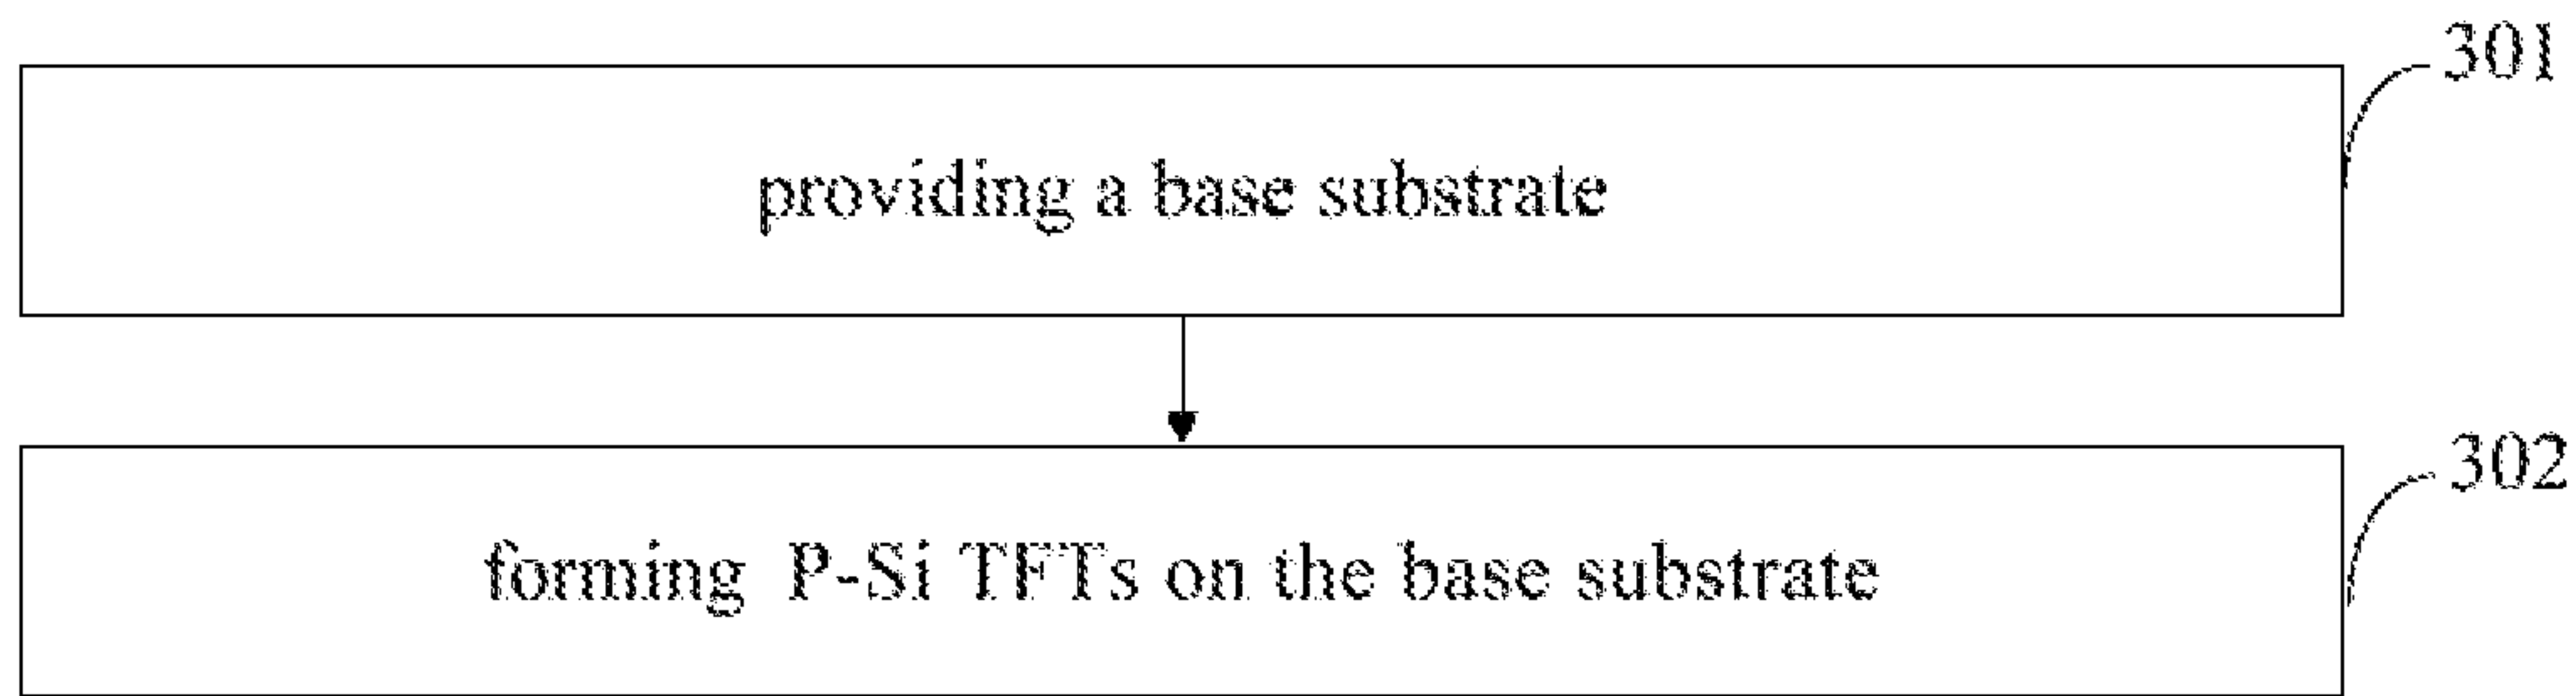 301
providing a base substrate
302
forming P-Si TFTs on the base substrate